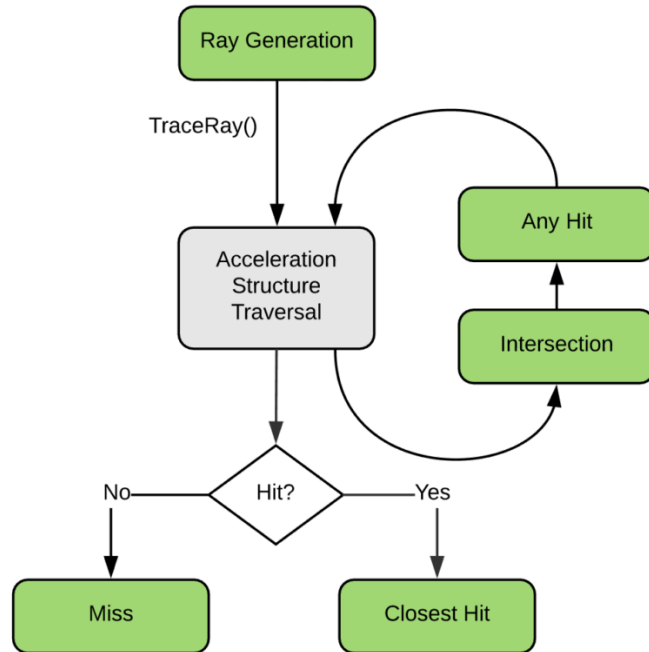 Ray Generation
TraceRay()
Any Hit
Acceleration
Structure
Traversal
Intersection
Hit?
No
Yes
Miss
Closest Hit